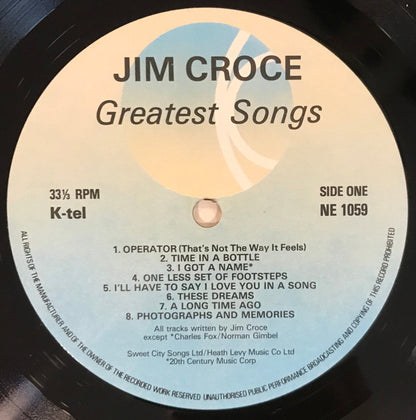 JIM CROCE
Greatest Songs
33⅓ RPM
K-tel
SIDE ONE
NE 1059
1. OPERATOR (That's Not The Way It Feels)
2. TIME IN A BOTTLE
3. I GOT A NAME*
4. ONE LESS SET OF FOOTSTEPS
5. I'LL HAVE TO SAY I LOVE YOU IN A SONG
6. THESE DREAMS
7. A LONG TIME AGO
8. PHOTOGRAPHS AND MEMORIES
All tracks written by Jim Croce
except *Charles Fox/Norman Gimbel
Sweet City Songs Ltd/Heath Levy Music Co Ltd
*20th Century Music Corp
ALL RIGHTS OF THE MANUFACTURER AND OF THE OWNER OF THE RECORDED WORK RESERVED UNAUTHORISED PUBLIC PERFORMANCE BROADCASTING AND COPYING OF THIS RECORD PROHIBITED